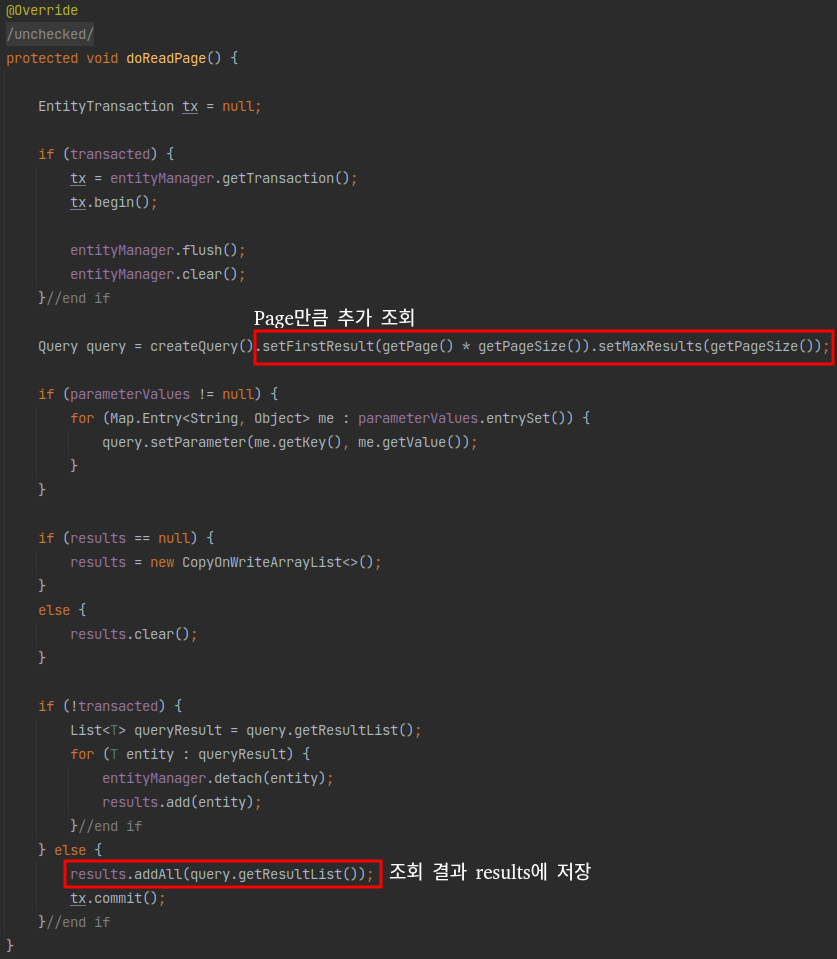 @Override
/unchecked/
protected void doReadPage() {
EntityTransaction tx = null;
if (transacted) {
tx = entityManager.getTransaction();
tx.begin();
entityManager.flush();
entityManager.clear();
}//end if
Page만큼 추가 조회
Query query = createQuery().setFirstResult(getPage() * getPageSize()).setMaxResults(getPageSize());
if (parameterValues != null) {
for (Map.Entry<String, Object> me : parameterValues.entrySet()) {
query.setParameter(me.getKey(), me.getValue());
}
}
if (results == null) {
results = new CopyOnWriteArrayList<>();
}
else {
results.clear();
}
if (!transacted) {
List<T> queryResult = query.getResultList();
for (T entity : queryResult) {
entityManager.detach(entity);
results.add(entity);
}//end if
} else {
results.addAll(query.getResultList()); 조회 결과 results에 저장
tx.commit();
}//end if
}